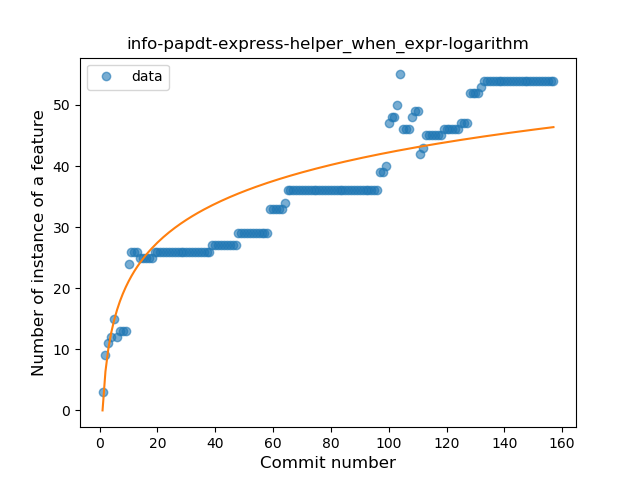 info-papdt-express-helper_when_expr-logarithm
data
Number of instance of a feature
50
40
30
20
10
0
0 20 40 60 80 100 120 140 160
Commit number